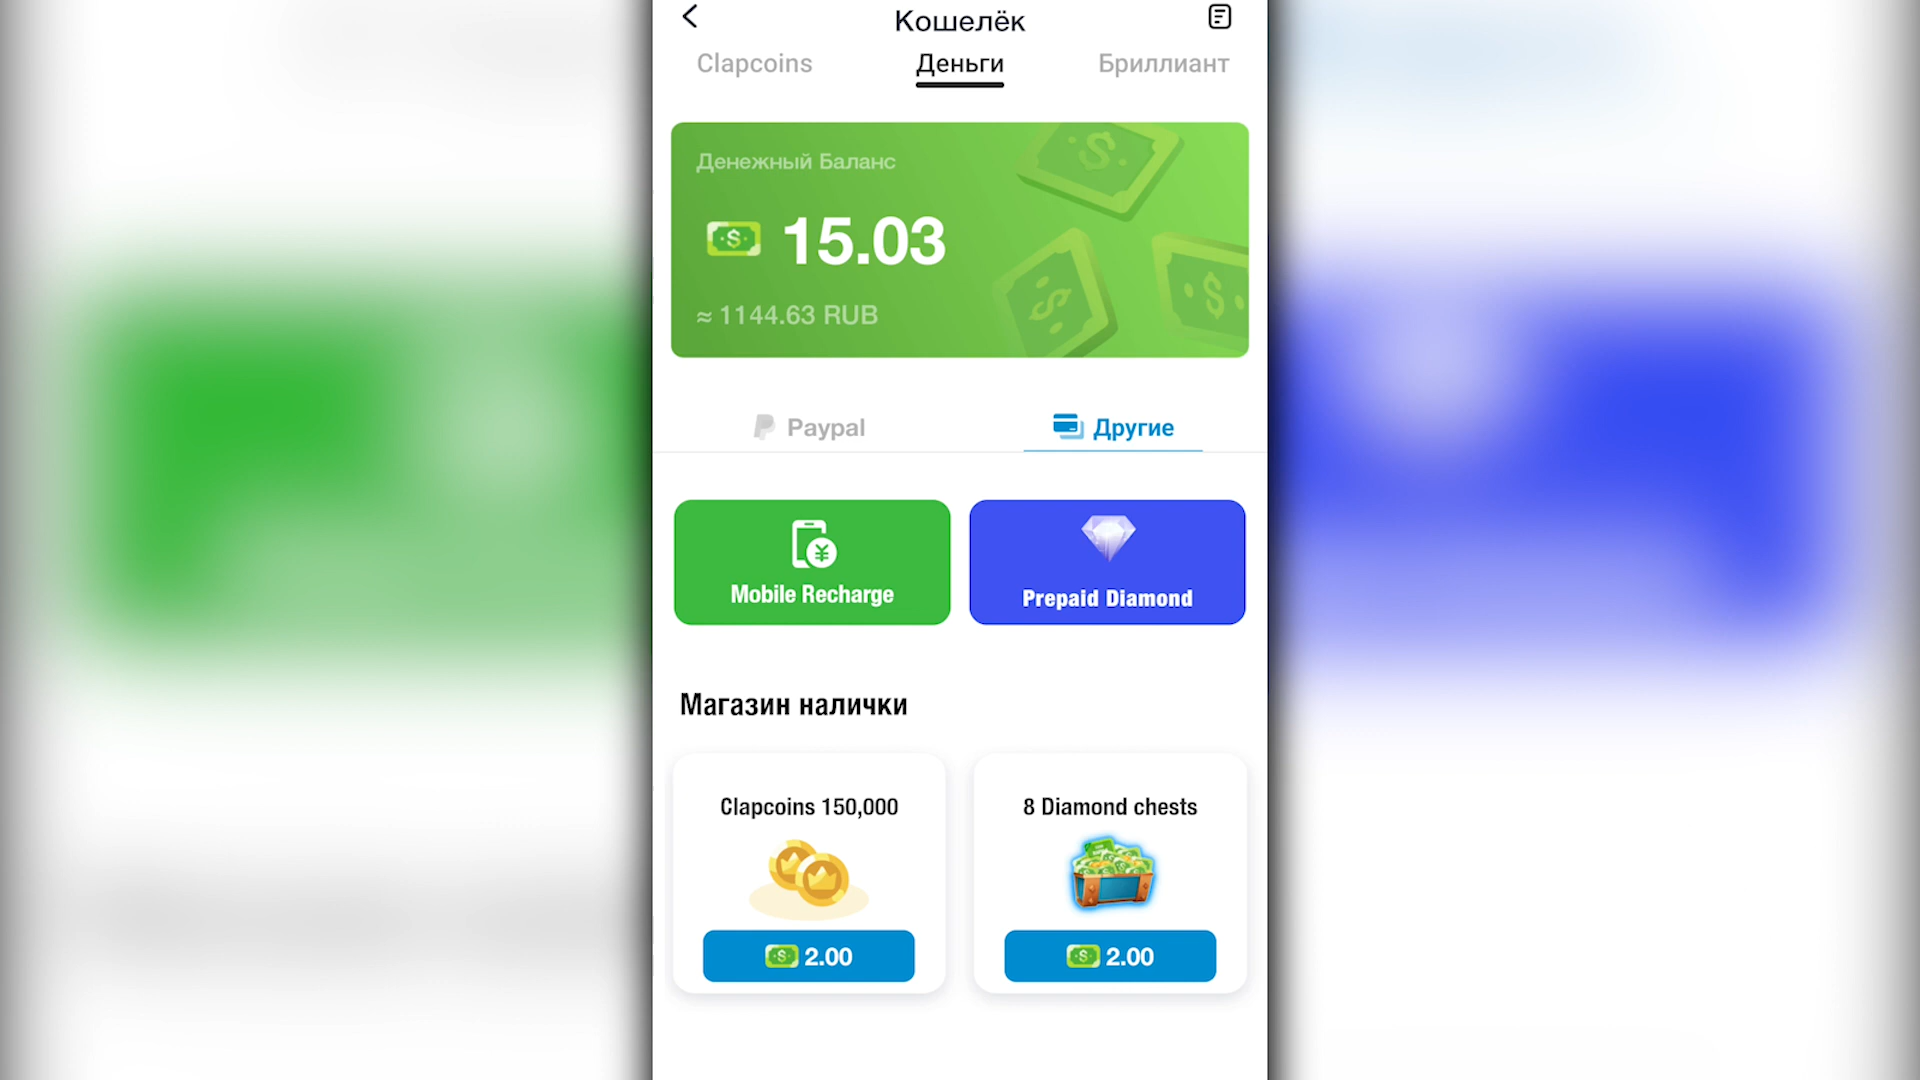 Кошелёк
Clapcoins
Деньги
Бриллиант
Денежный Баланс
15.03
≈ 1144.63 RUB
Paypal
Другие
Mobile Recharge
Prepaid Diamond
Магазин налички
Clapcoins 150,000
8 Diamond chests
2.00
2.00